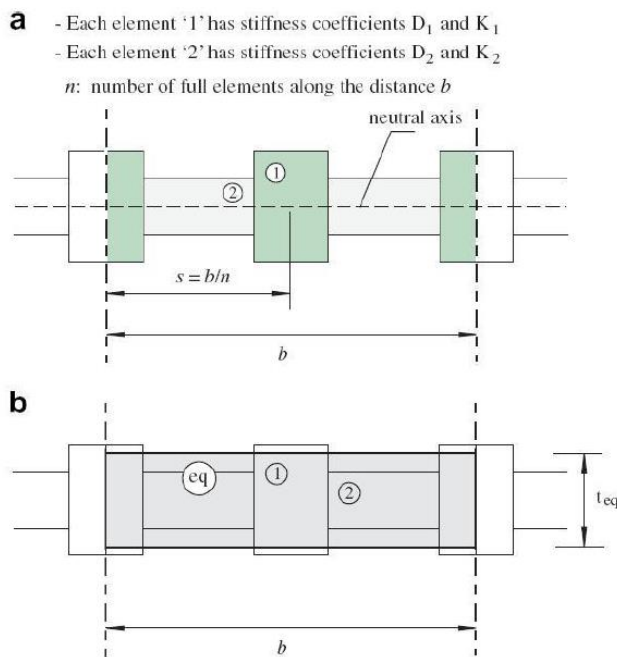 a
- Each element ‘1’ has stiffness coefficients D₁ and K₁
- Each element ‘2’ has stiffness coefficients D₂ and K₂
n: number of full elements along the distance b
neutral axis
①
②
s = b/n
b
b
eq
①
②
t_eq
b